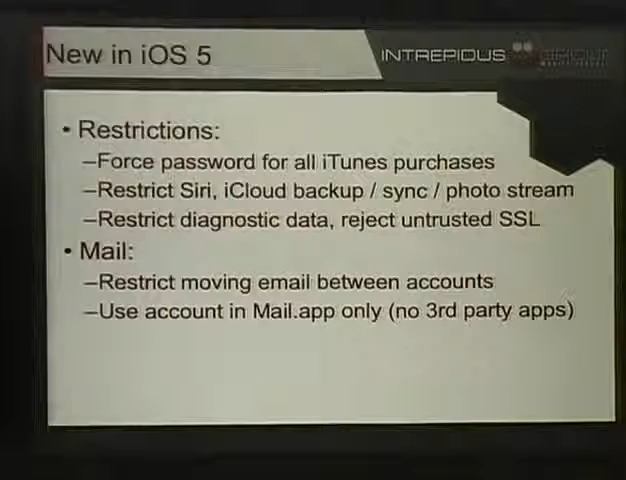 New in iOS 5
INTREPIDUS GROUP
• Restrictions:
–Force password for all iTunes purchases
–Restrict Siri, iCloud backup / sync / photo stream
–Restrict diagnostic data, reject untrusted SSL
• Mail:
–Restrict moving email between accounts
–Use account in Mail.app only (no 3rd party apps)